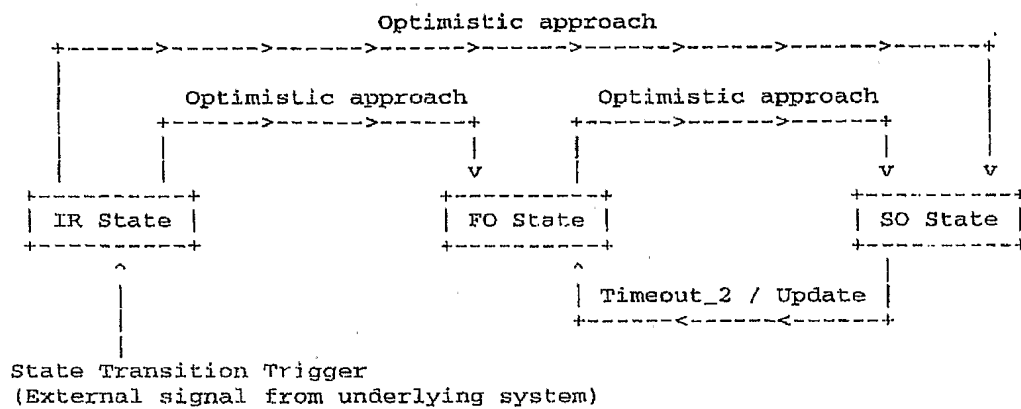 Optimistic approach
Optimistic approach Optimistic approach
IR State FO State SO State
Timeout_2 / Update
State Transition Trigger
(External signal from underlying system)